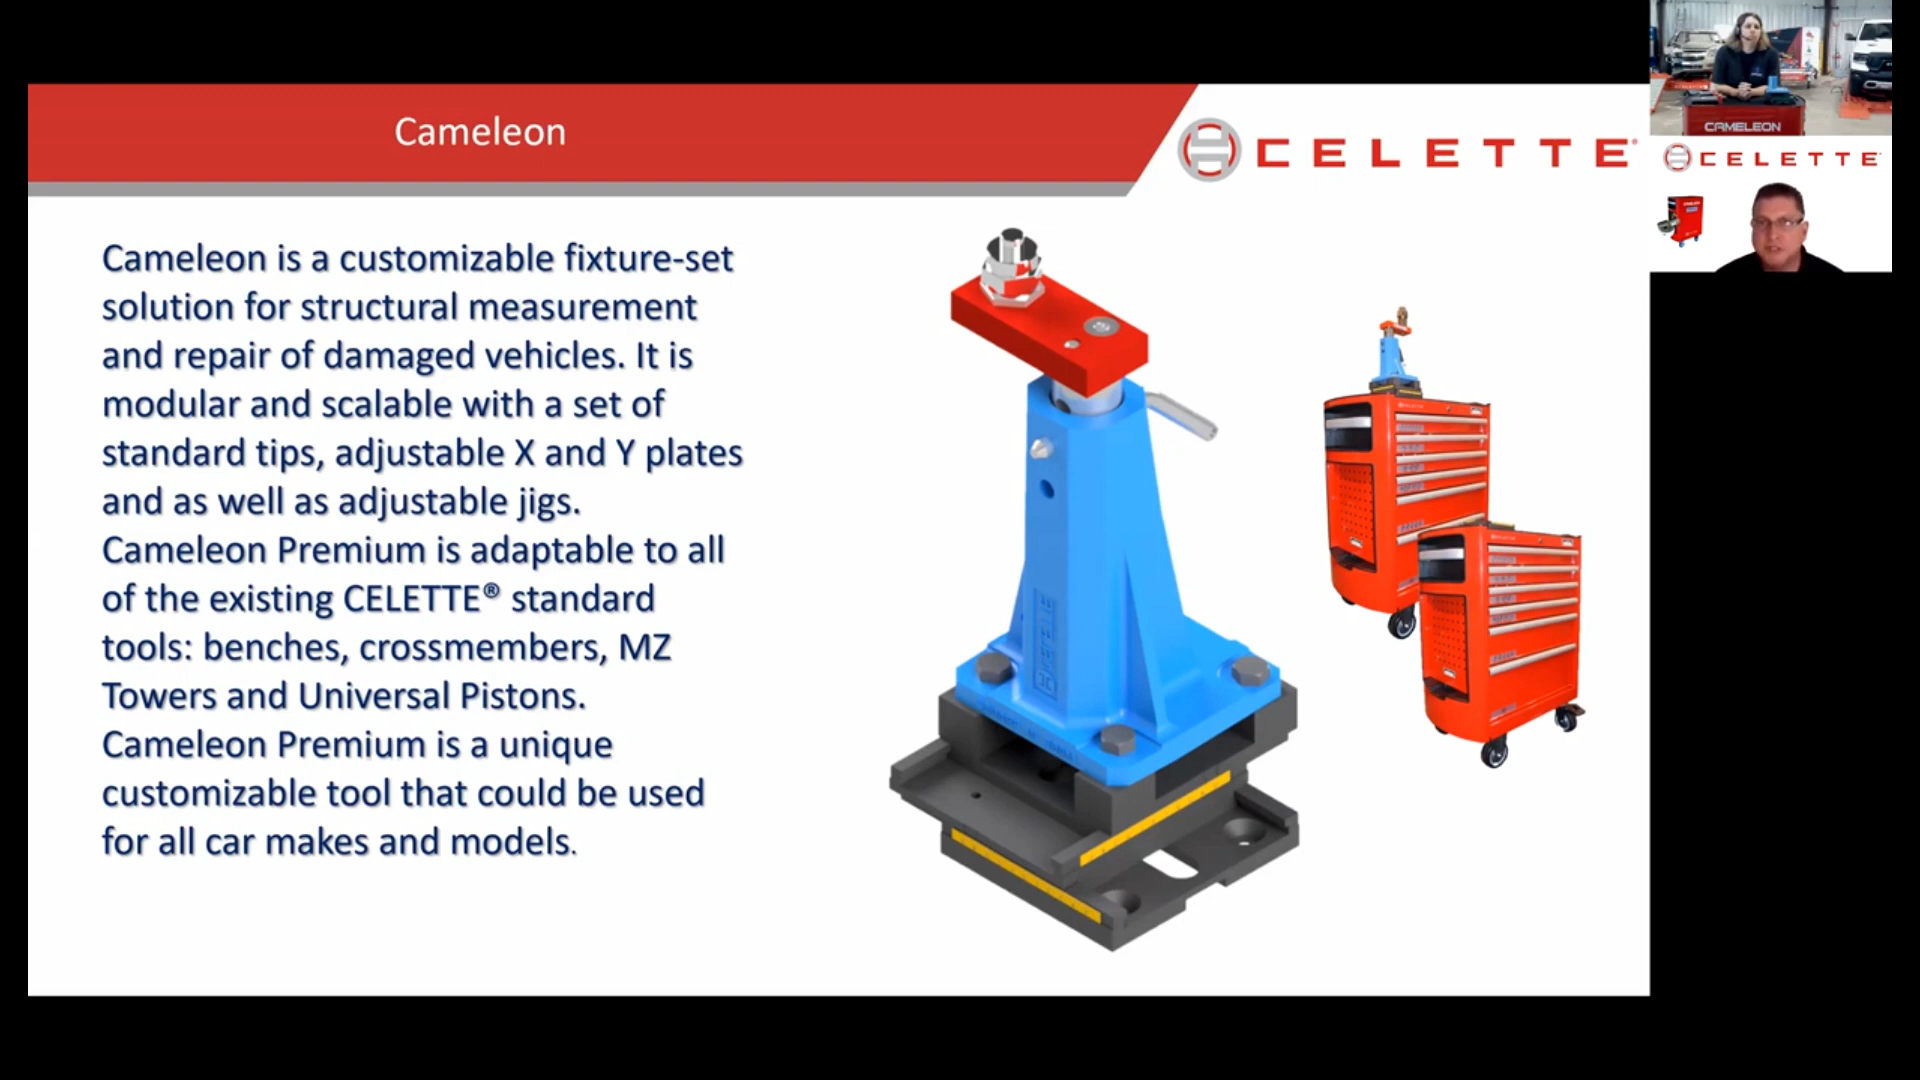 Cameleon
CELETTE®
Cameleon is a customizable fixture-set
solution for structural measurement
and repair of damaged vehicles. It is
modular and scalable with a set of
standard tips, adjustable X and Y plates
and as well as adjustable jigs.
Cameleon Premium is adaptable to all
of the existing CELETTE® standard
tools: benches, crossmembers, MZ
Towers and Universal Pistons.
Cameleon Premium is a unique
customizable tool that could be used
for all car makes and models.
CELETTE
CAMELEON
CELETTE